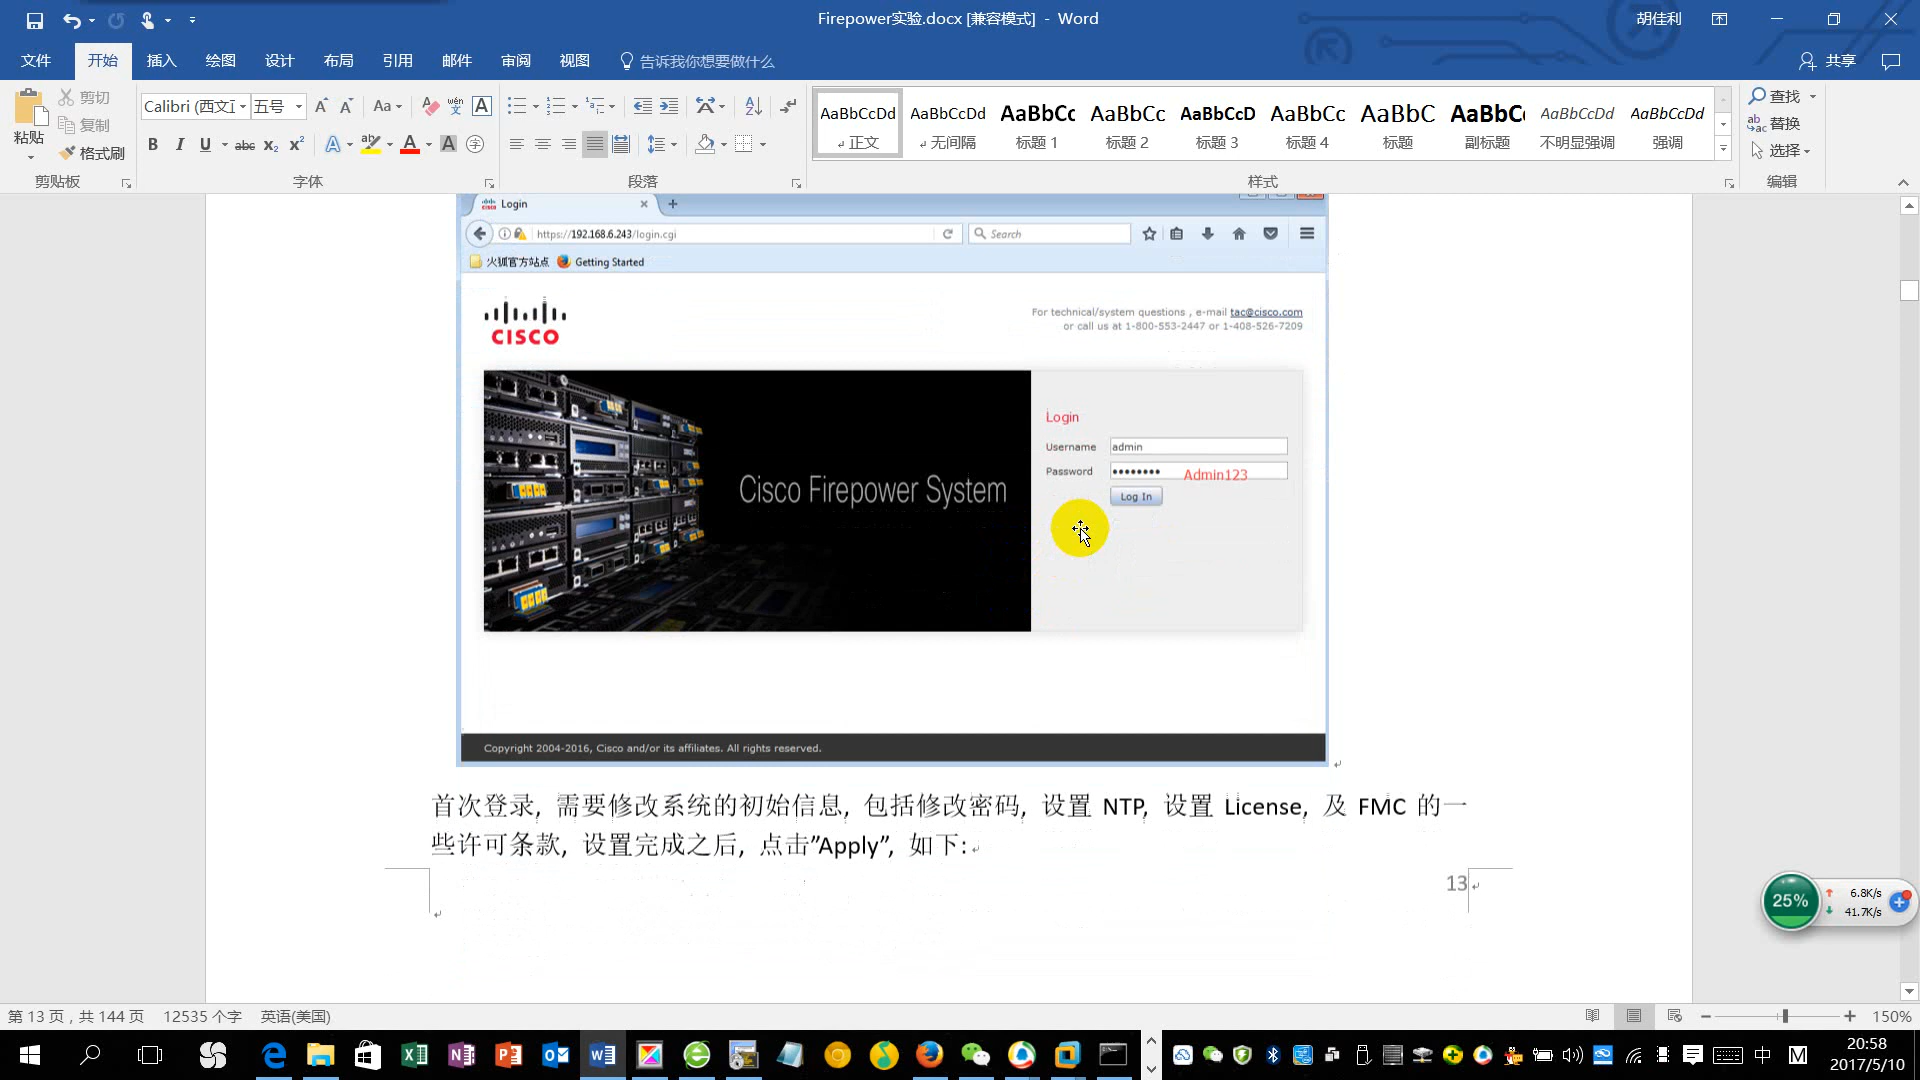 Firepower实验.docx [兼容模式] - Word
胡佳利
文件 开始 插入 绘图 设计 布局 引用 邮件 审阅 视图 告诉我你想要做什么 共享
粘贴 剪切 复制 格式刷
Calibri (西文正 五号
AaBbCcDd AaBbCcDd AaBbCc AaBbCc AaBbCcD AaBbCc AaBbC AaBbC AaBbCcDd AaBbCcDd
正文 无间隔 标题 1 标题 2 标题 3 标题 4 标题 副标题 不明显强调 强调
查找
替换
选择
剪贴板 字体 段落 样式 编辑
Login
https://192.168.6.243/login.cgi Search
火狐官方站点 Getting Started
CISCO
For technical/system questions , e-mail tac@cisco.com
or call us at 1-800-553-2447 or 1-408-526-7209
Cisco Firepower System
Login
Username admin
Password •••••••• Admin123
Log In
Copyright 2004-2016, Cisco and/or its affiliates. All rights reserved.
首次登录, 需要修改系统的初始信息, 包括修改密码, 设置 NTP, 设置 License, 及 FMC 的一
些许可条款, 设置完成之后, 点击”Apply”, 如下:
13
25% 6.8K/s
41.7K/s
第 13 页，共 144 页 12535 个字 英语(美国) 150%
中 M
20:58
2017/5/10